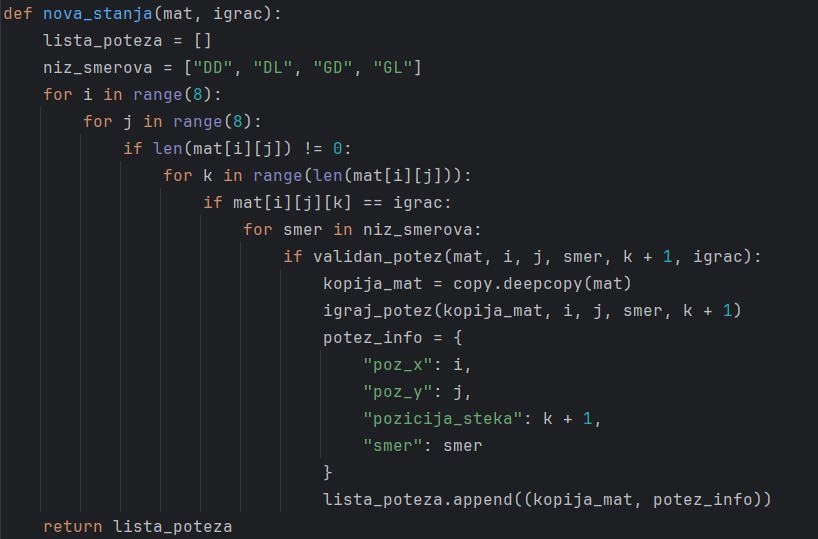 def nova_stanja(mat, igrac):
    lista_poteza = []
    niz_smerova = ["DD", "DL", "GD", "GL"]
    for i in range(8):
        for j in range(8):
            if len(mat[i][j]) != 0:
                for k in range(len(mat[i][j])):
                    if mat[i][j][k] == igrac:
                        for smer in niz_smerova:
                            if validan_potez(mat, i, j, smer, k + 1, igrac):
                                kopija_mat = copy.deepcopy(mat)
                                igraj_potez(kopija_mat, i, j, smer, k + 1)
                                potez_info = {
                                    "poz_x": i,
                                    "poz_y": j,
                                    "pozicija_steka": k + 1,
                                    "smer": smer
                                }
                                lista_poteza.append((kopija_mat, potez_info))
    return lista_poteza